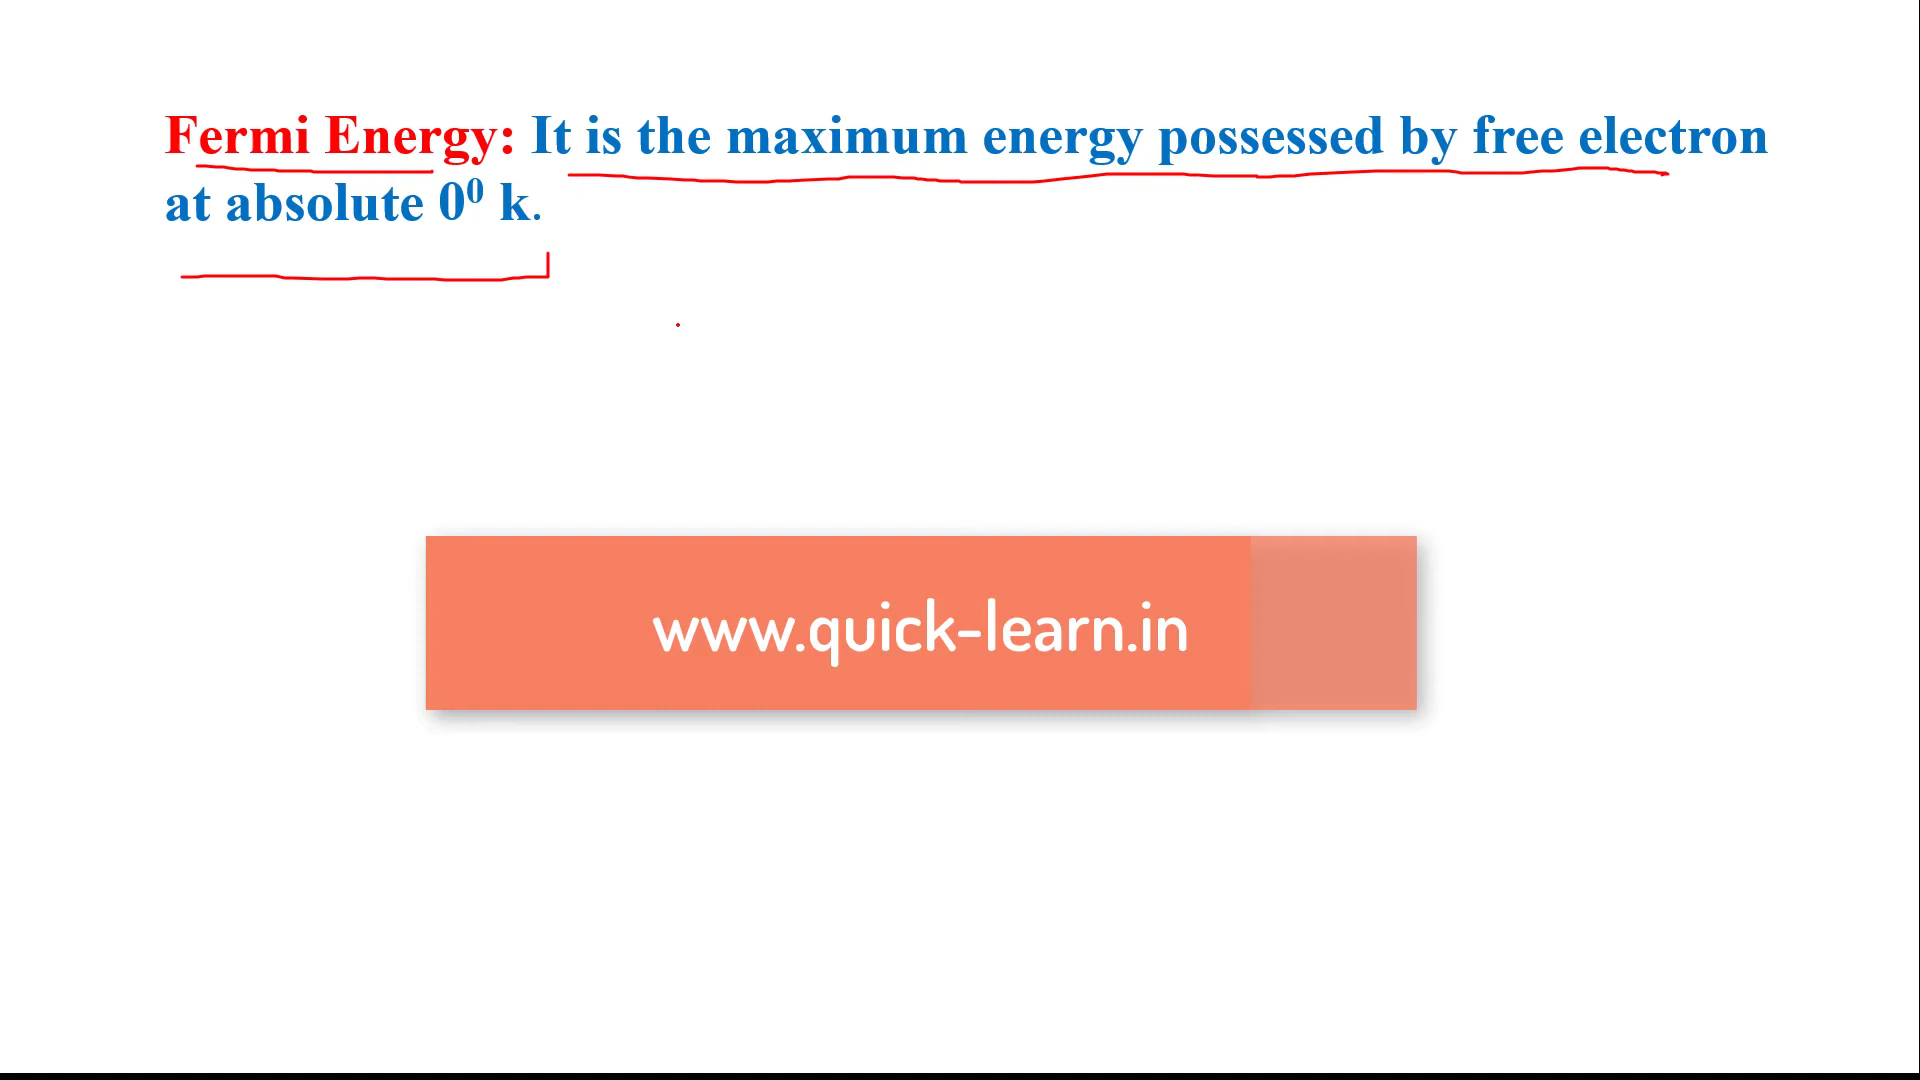 Fermi Energy: It is the maximum energy possessed by free electron
at absolute 0⁰ k.
www.quick-learn.in